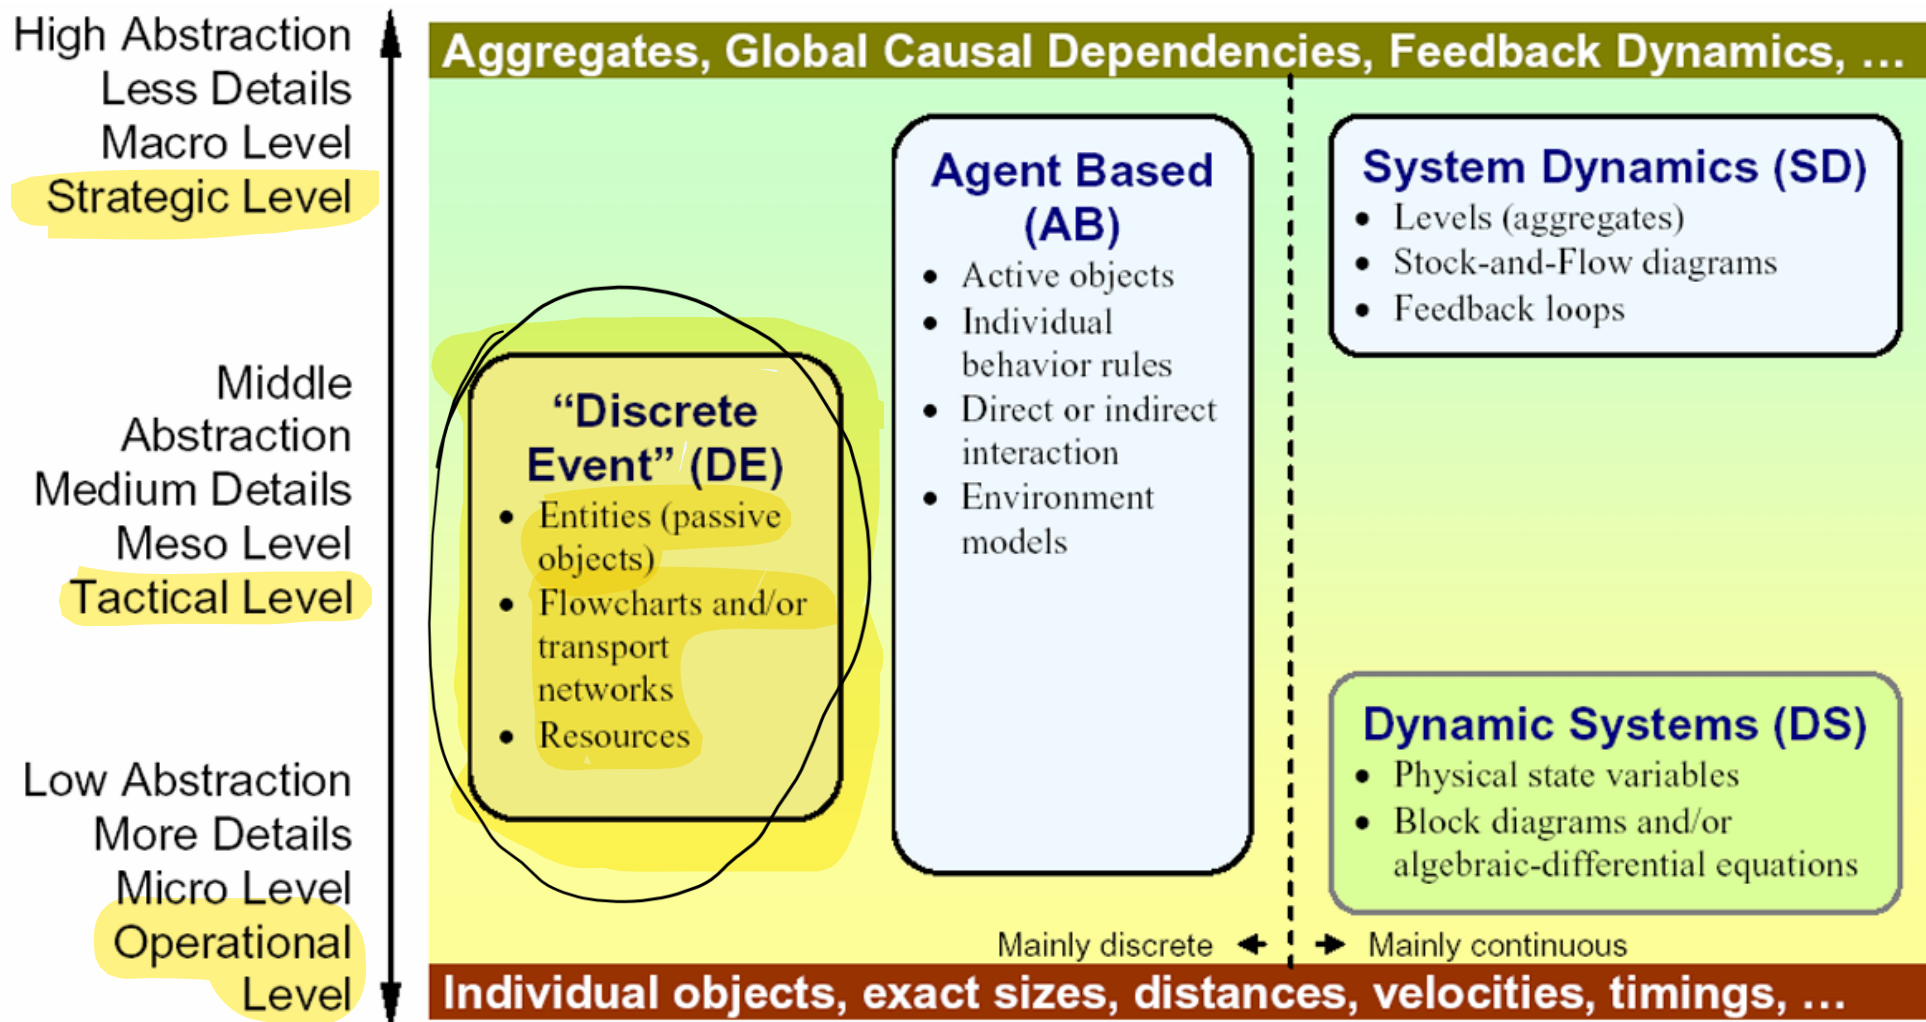 High Abstraction
Less Details
Macro Level
Strategic Level
Middle
Abstraction
Medium Details
Meso Level
Tactical Level
Low Abstraction
More Details
Micro Level
Operational
Level
Aggregates, Global Causal Dependencies, Feedback Dynamics, ...
“Discrete
Event” (DE)
• Entities (passive
objects)
• Flowcharts and/or
transport
networks
• Resources
Agent Based
(AB)
• Active objects
• Individual
behavior rules
• Direct or indirect
interaction
• Environment
models
System Dynamics (SD)
• Levels (aggregates)
• Stock-and-Flow diagrams
• Feedback loops
Dynamic Systems (DS)
• Physical state variables
• Block diagrams and/or
algebraic-differential equations
Mainly discrete
Mainly continuous
Individual objects, exact sizes, distances, velocities, timings, ...